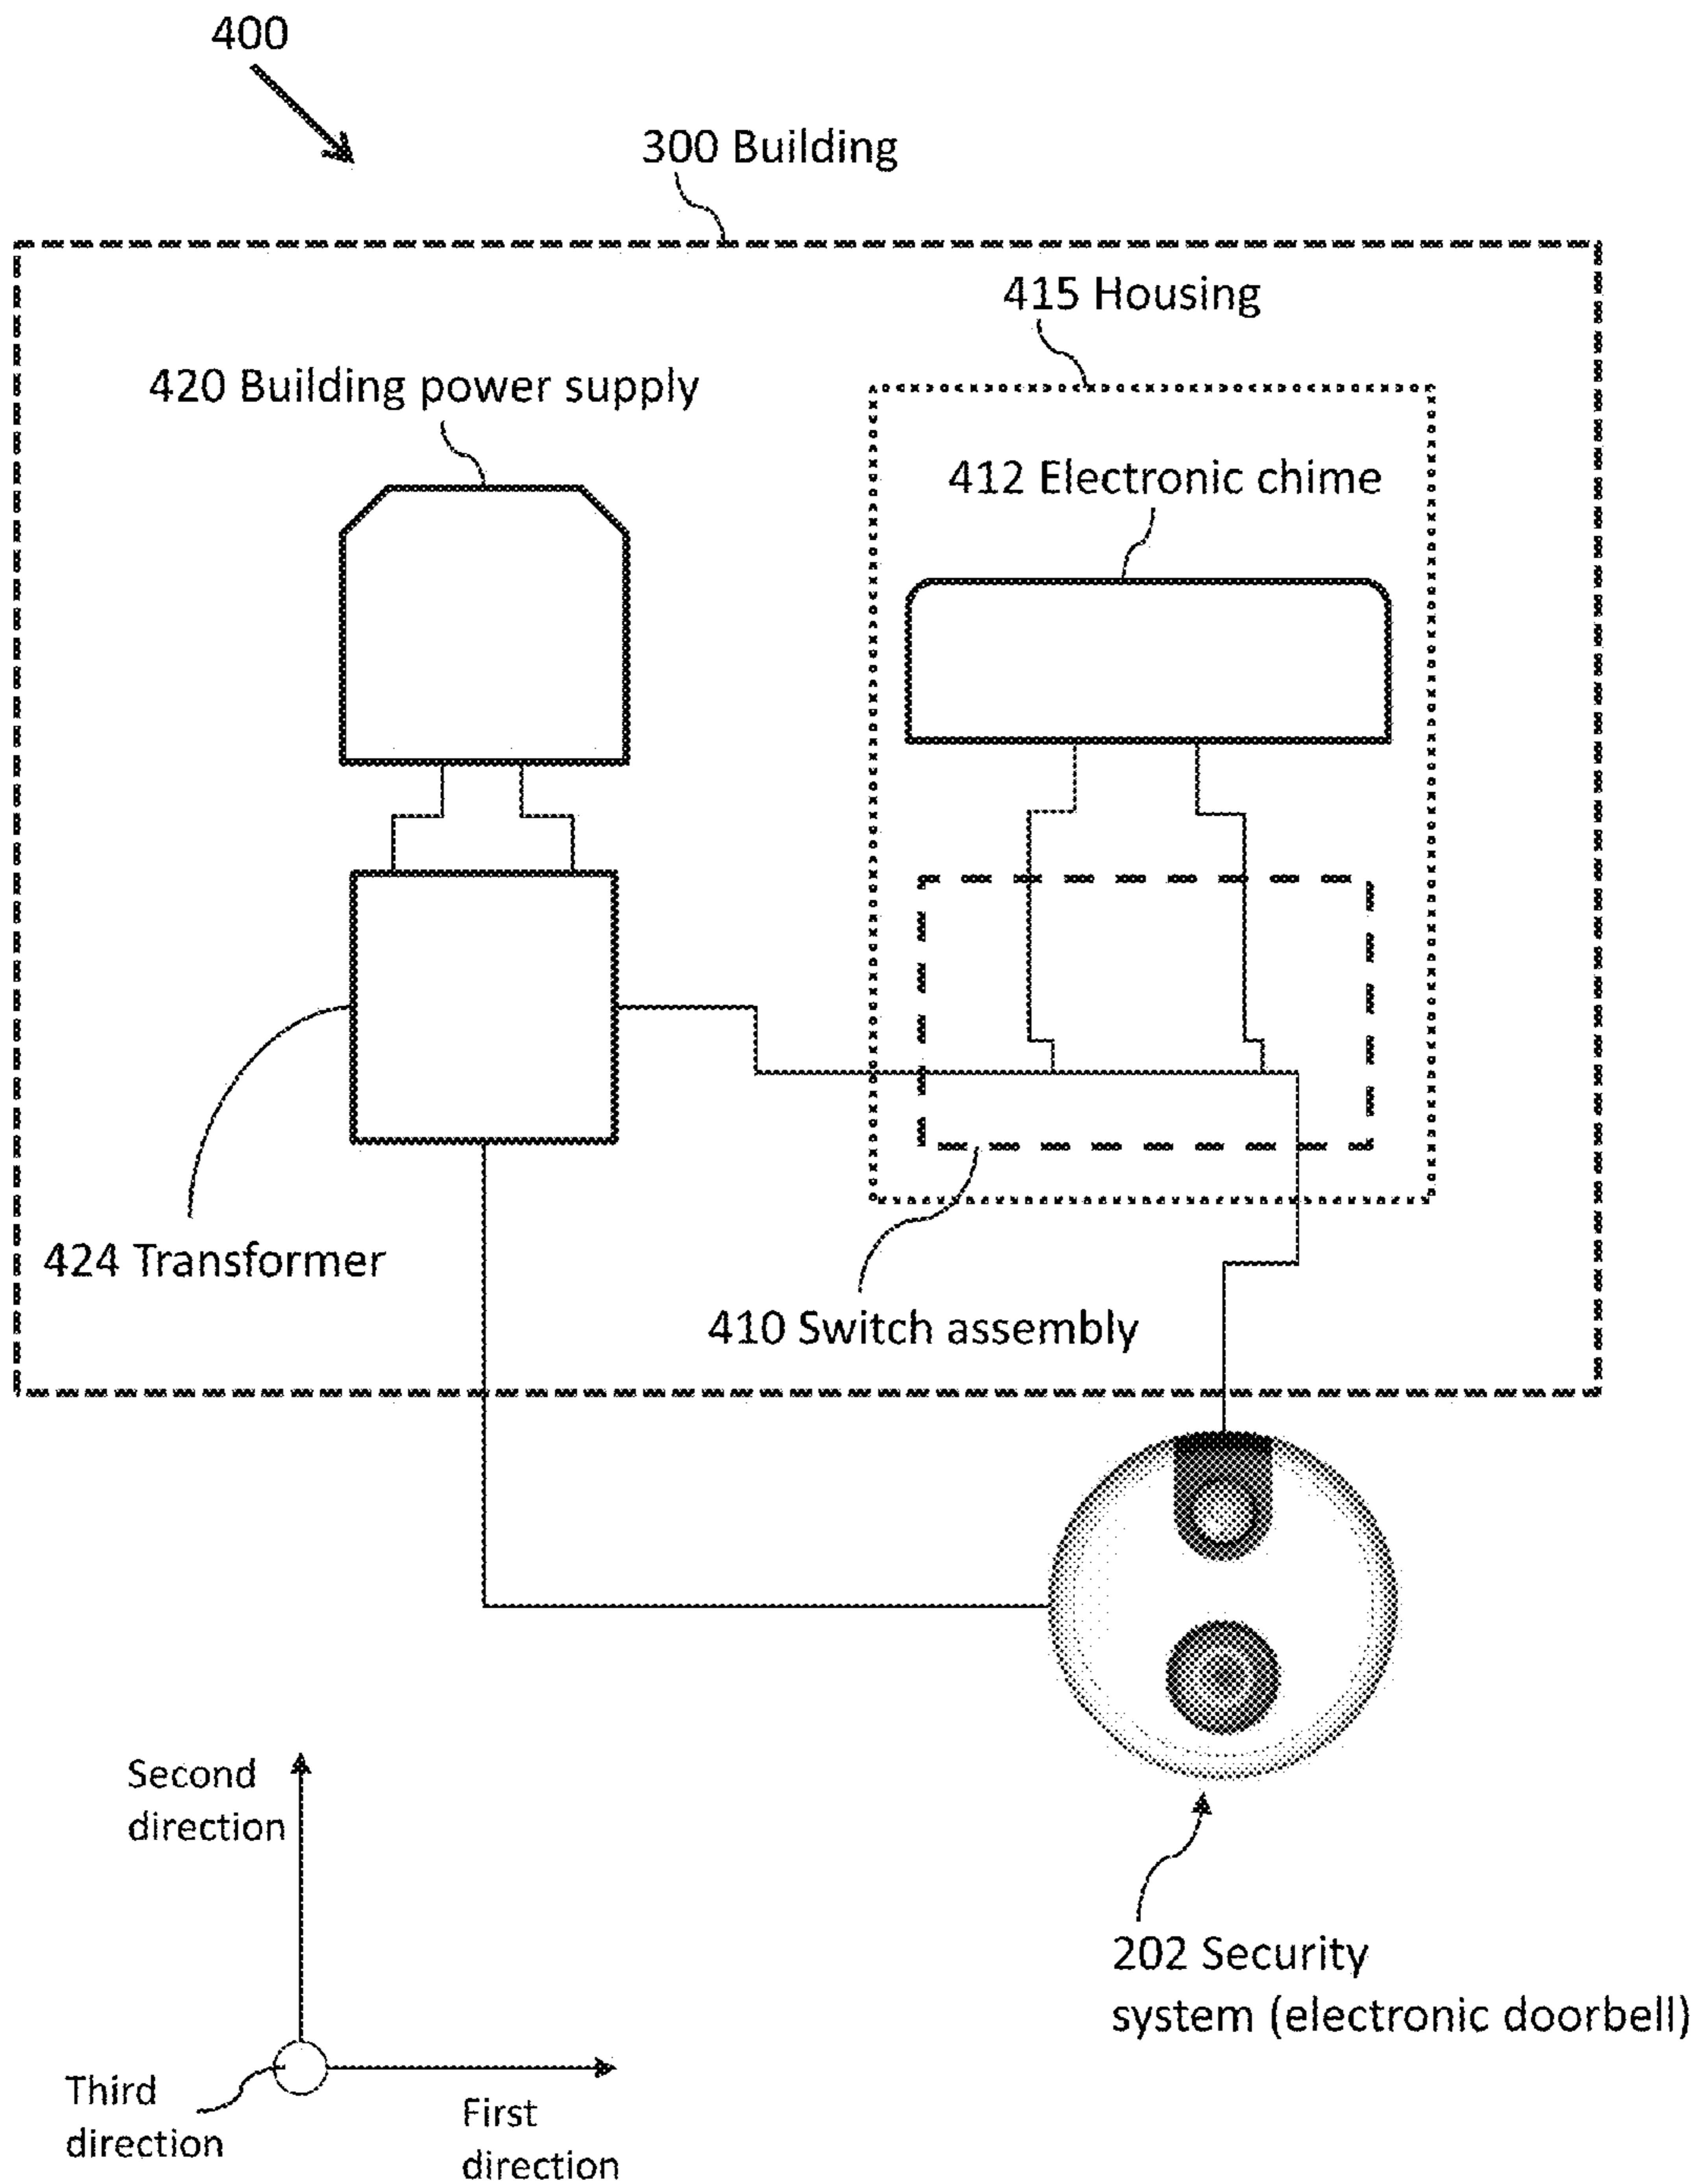 400
300 Building
415 Housing
420 Building power supply
412 Electronic chime
424 Transformer
410 Switch assembly
202 Security
system (electronic doorbell)
Second
direction
Third
direction
First
direction